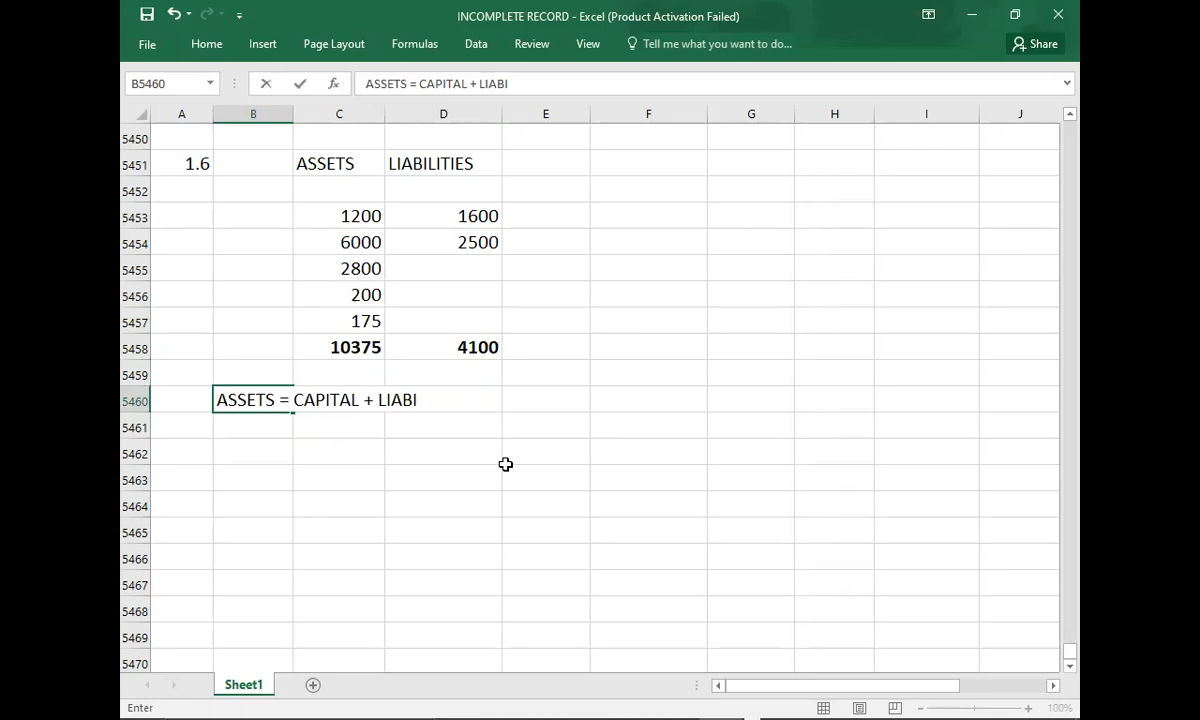 INCOMPLETE RECORD - Excel (Product Activation Failed)
File Home Insert Page Layout Formulas Data Review View Tell me what you want to do... Share
B5460 fx ASSETS = CAPITAL + LIABI
A B C D E F G H I J
5450
5451 1.6 ASSETS LIABILITIES
5452
5453 1200 1600
5454 6000 2500
5455 2800
5456 200
5457 175
5458 10375 4100
5459
5460 ASSETS = CAPITAL + LIABI
5461
5462
5463
5464
5465
5466
5467
5468
5469
5470
Sheet1
Enter 100%